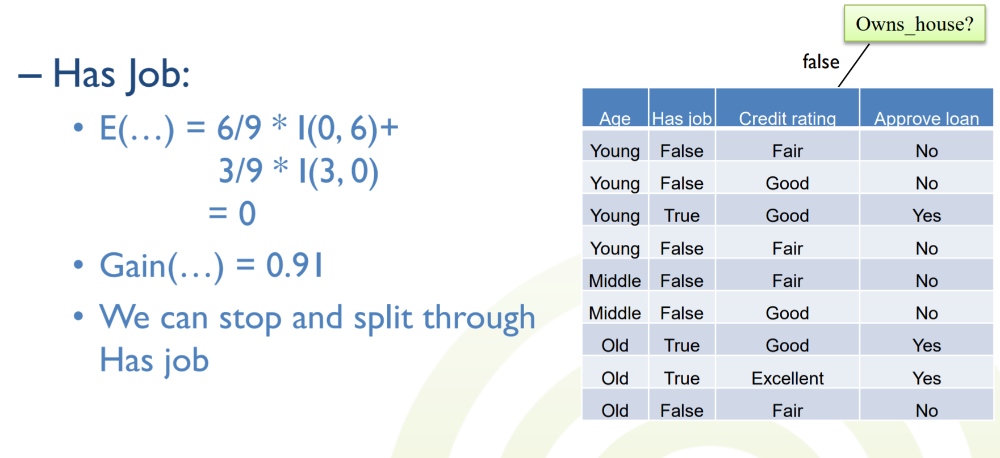 – Has Job:
• E(…) = 6/9 * I(0, 6)+
3/9 * I(3, 0)
= 0
• Gain(…) = 0.91
• We can stop and split through
Has job
Owns_house?
false
Age Has job Credit rating Approve loan
Young False Fair No
Young False Good No
Young True Good Yes
Young False Fair No
Middle False Fair No
Middle False Good No
Old True Good Yes
Old True Excellent Yes
Old False Fair No